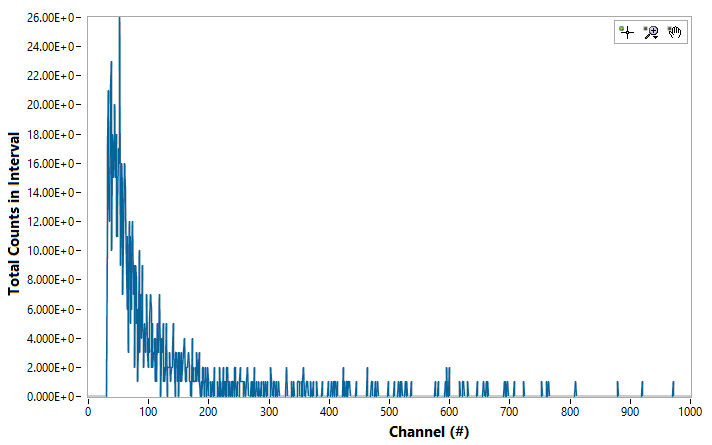 26.00E+0
24.00E+0
22.00E+0
20.00E+0
18.00E+0
16.00E+0
14.00E+0
12.00E+0
10.00E+0
8.000E+0
6.000E+0
4.000E+0
2.000E+0
0.000E+0
Total Counts in Interval
0 100 200 300 400 500 600 700 800 900 1000
Channel (#)